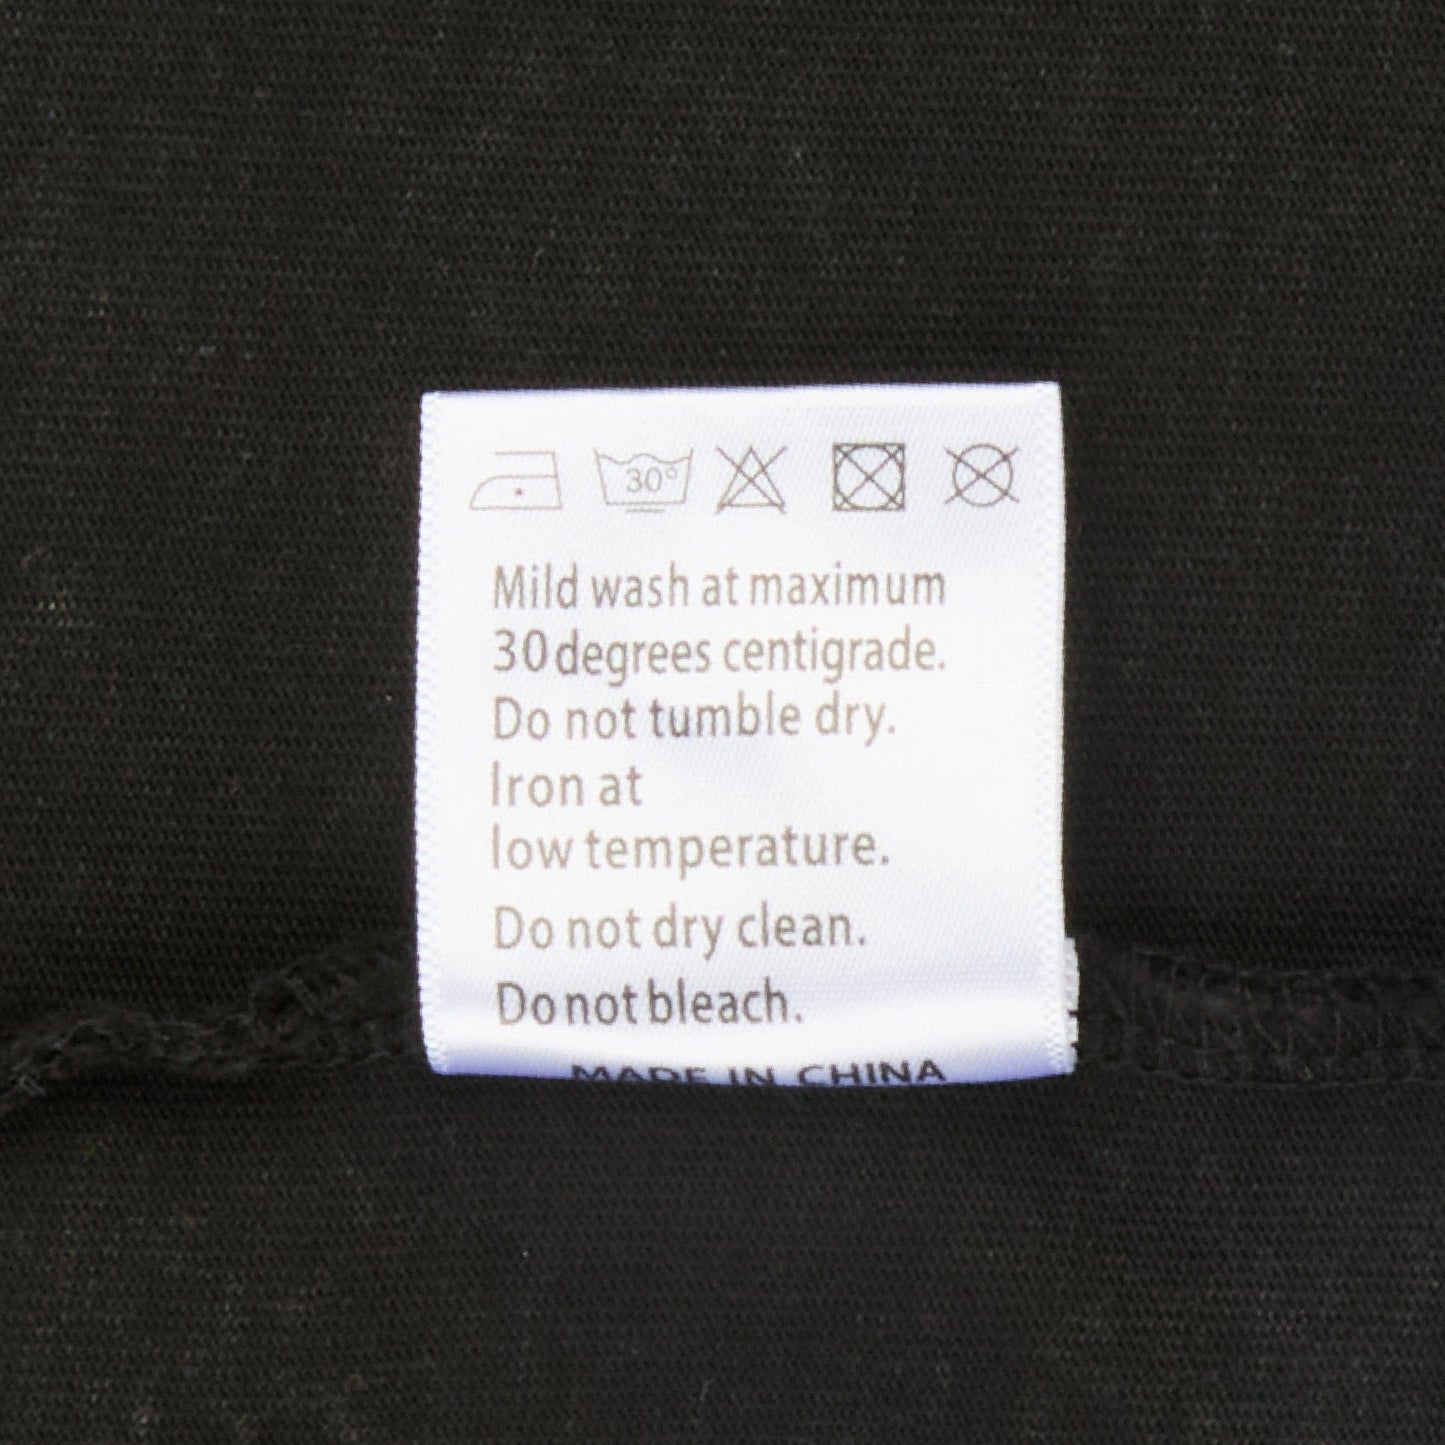 30°
Mild wash at maximum
30 degrees centigrade.
Do not tumble dry.
Iron at
low temperature.
Do not dry clean.
Do not bleach.
MADE IN CHINA